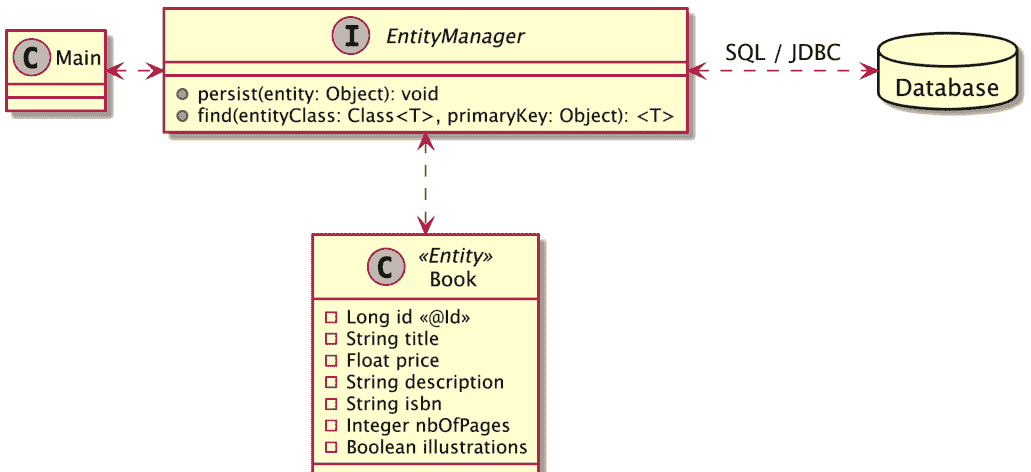 C Main
I EntityManager
persist(entity: Object): void
find(entityClass: Class<T>, primaryKey: Object): <T>
SQL / JDBC
Database
«Entity»
C Book
Long id «@Id»
String title
Float price
String description
String isbn
Integer nbOfPages
Boolean illustrations